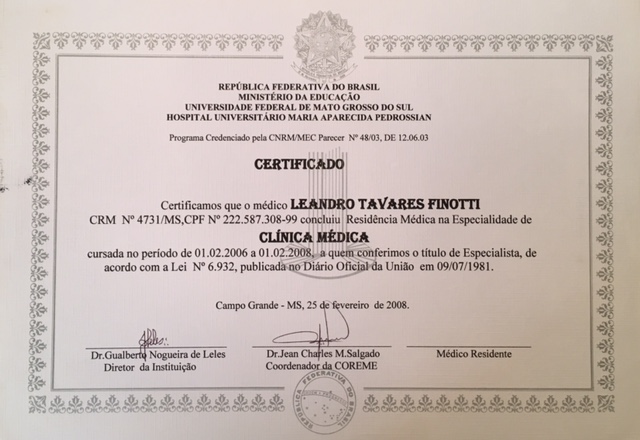 REPÚBLICA FEDERATIVA DO BRASIL
MINISTÉRIO DA EDUCAÇÃO
UNIVERSIDADE FEDERAL DE MATO GROSSO DO SUL
HOSPITAL UNIVERSITÁRIO MARIA APARECIDA PEDROSSIAN
Programa Credenciado pela CNRM/MEC Parecer Nº 48/03, DE 12.06.03
CERTIFICADO
Certificamos que o médico LEANDRO TAVARES FINOTTI
CRM Nº 4731/MS,CPF Nº 222.587.308-99 concluiu Residência Médica na Especialidade de
CLÍNICA MÉDICA
cursada no período de 01.02.2006 a 01.02.2008, a quem conferimos o título de Especialista, de
acordo com a Lei Nº 6.932, publicada no Diário Oficial da União em 09/07/1981.
Campo Grande - MS, 25 de fevereiro de 2008.
Dr.Gualberto Nogueira de Leles
Diretor da Instituição
Dr.Jean Charles M.Salgado
Coordenador da COREME
Médico Residente
REPÚBLICA FEDERATIVA DO BRASIL